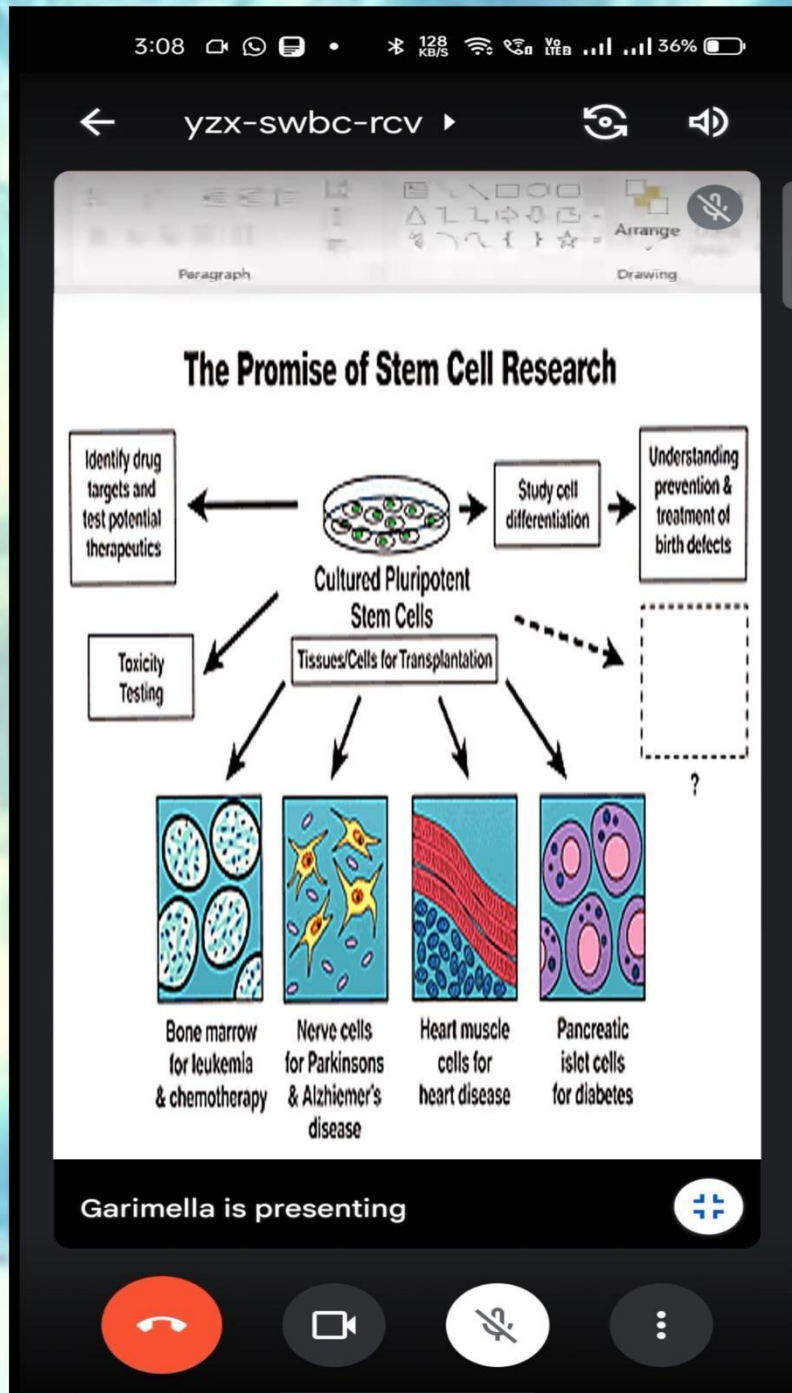 3:08 128 KB/S Vo LTE2 36%
yzx-swbc-rcv
Arrange
Paragraph Drawing
The Promise of Stem Cell Research
Identify drug
targets and
test potential
therapeutics
Study cell
differentiation
Understanding
prevention &
treatment of
birth defects
Cultured Pluripotent
Stem Cells
Toxicity
Testing
Tissues/Cells for Transplantation
?
Bone marrow
for leukemia
& chemotherapy
Nerve cells
for Parkinsons
& Alzhiemer's
disease
Heart muscle
cells for
heart disease
Pancreatic
islet cells
for diabetes
Garimella is presenting